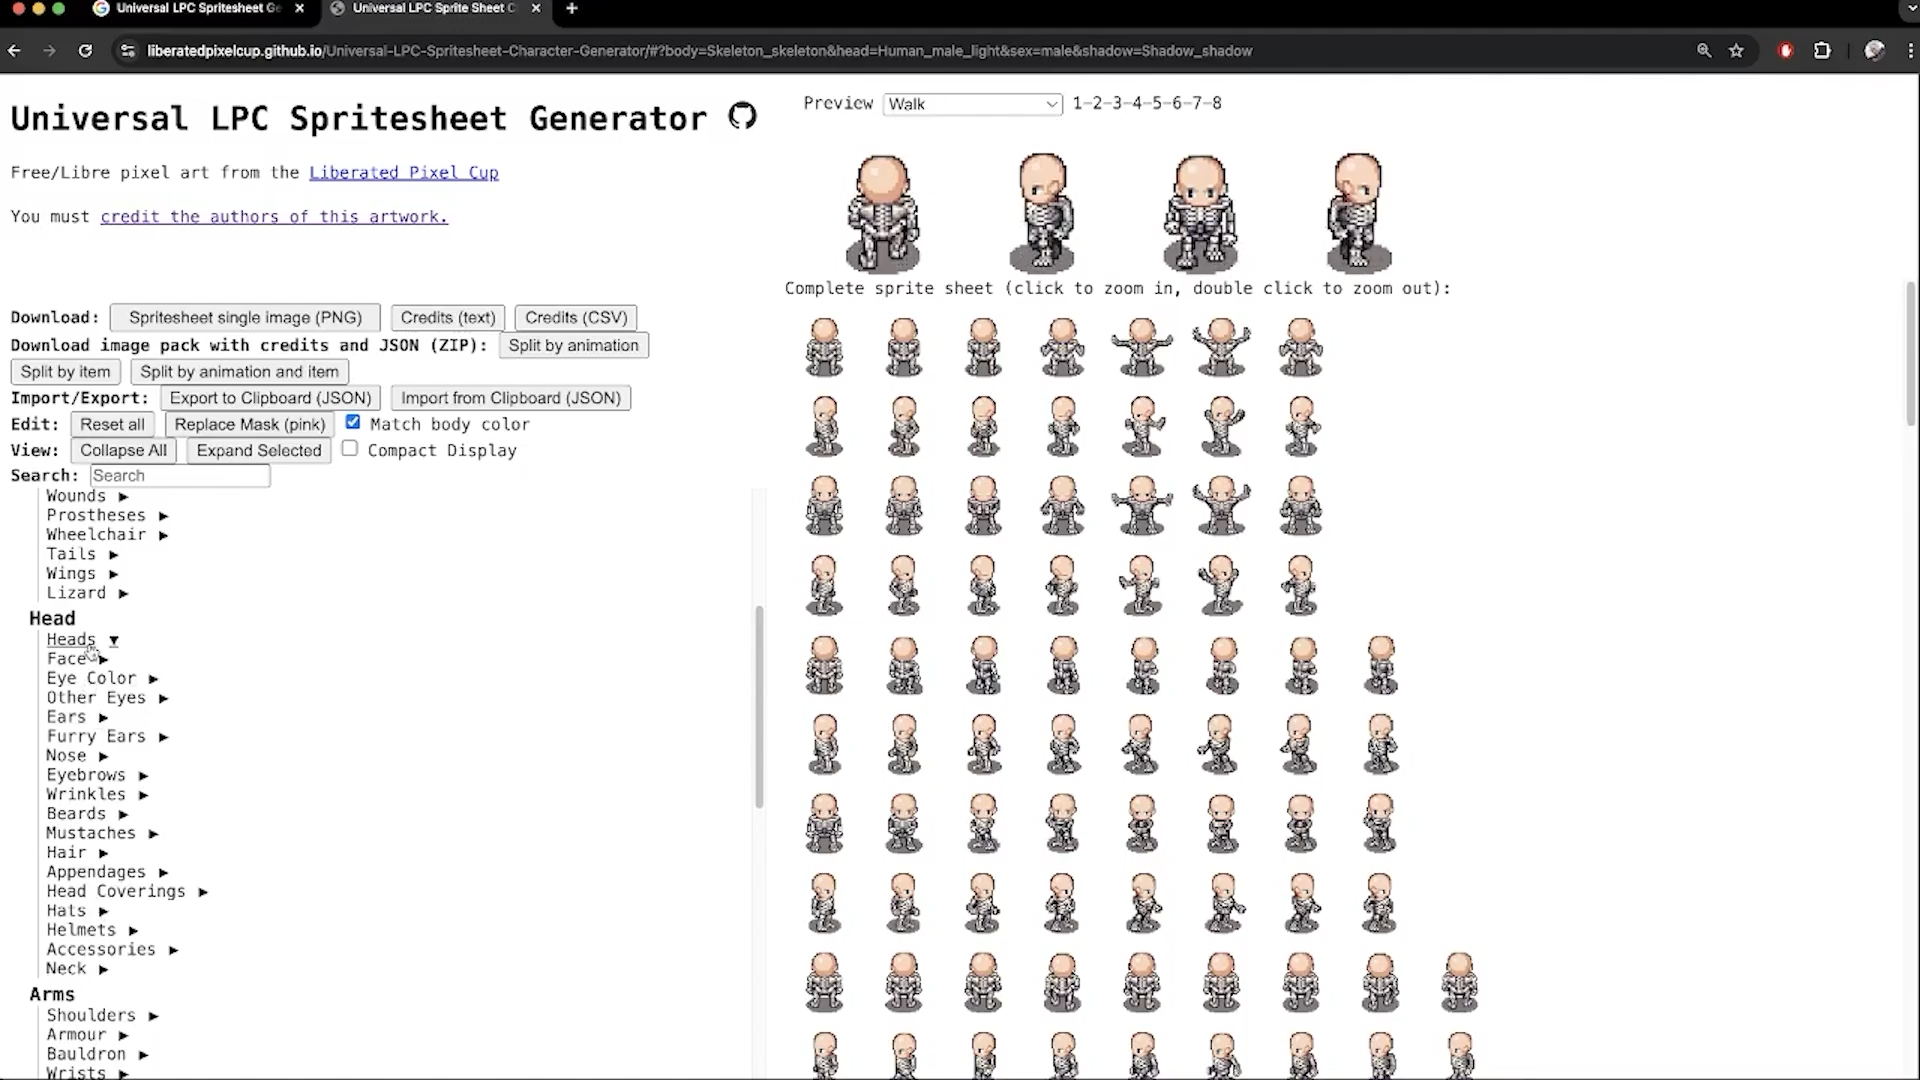 Universal LPC Spritesheet Ge
Universal LPC Sprite Sheet C
liberatedpixelcup.github.io/Universal-LPC-Spritesheet-Character-Generator/#?body=Skeleton_skeleton&head=Human_male_light&sex=male&shadow=Shadow_shadow
Universal LPC Spritesheet Generator
Free/Libre pixel art from the Liberated Pixel Cup
You must credit the authors of this artwork.
Download: Spritesheet single image (PNG) Credits (text) Credits (CSV)
Download image pack with credits and JSON (ZIP): Split by animation
Split by item Split by animation and item
Import/Export: Export to Clipboard (JSON) Import from Clipboard (JSON)
Edit: Reset all Replace Mask (pink) Match body color
View: Collapse All Expand Selected Compact Display
Search: Search
Wounds ▶
Prostheses ▶
Wheelchair ▶
Tails ▶
Wings ▶
Lizard ▶
Head
Heads ▼
Face ▶
Eye Color ▶
Other Eyes ▶
Ears ▶
Furry Ears ▶
Nose ▶
Eyebrows ▶
Wrinkles ▶
Beards ▶
Mustaches ▶
Hair ▶
Appendages ▶
Head Coverings ▶
Hats ▶
Helmets ▶
Accessories ▶
Neck ▶
Arms
Shoulders ▶
Armour ▶
Bauldron ▶
Wrists ▶
Preview Walk 1-2-3-4-5-6-7-8
Complete sprite sheet (click to zoom in, double click to zoom out):